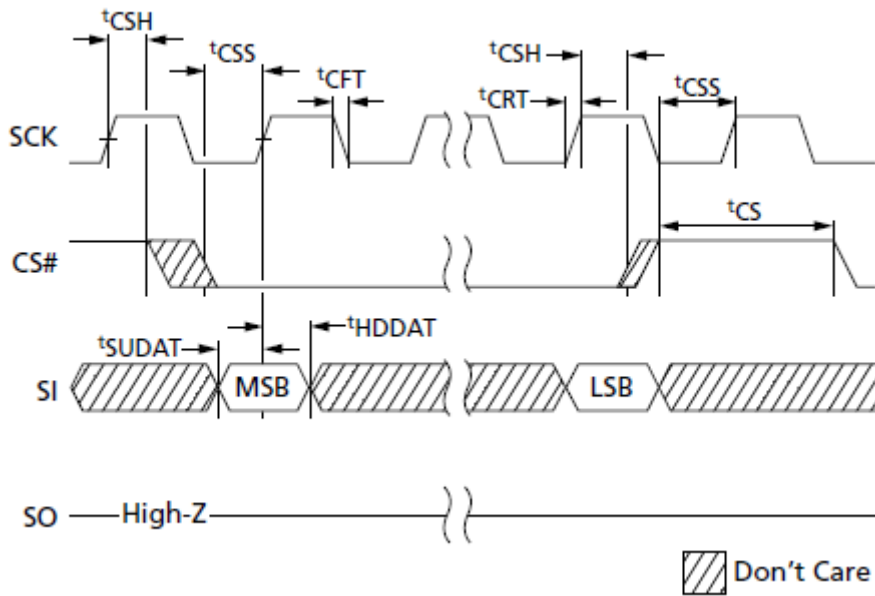 tCSH
tCSS
tCFT
tCSH
tCRT
tCSS
SCK
tCS
CS#
tSUDAT
tHDDAT
SI
MSB
LSB
SO
High-Z
Don't Care